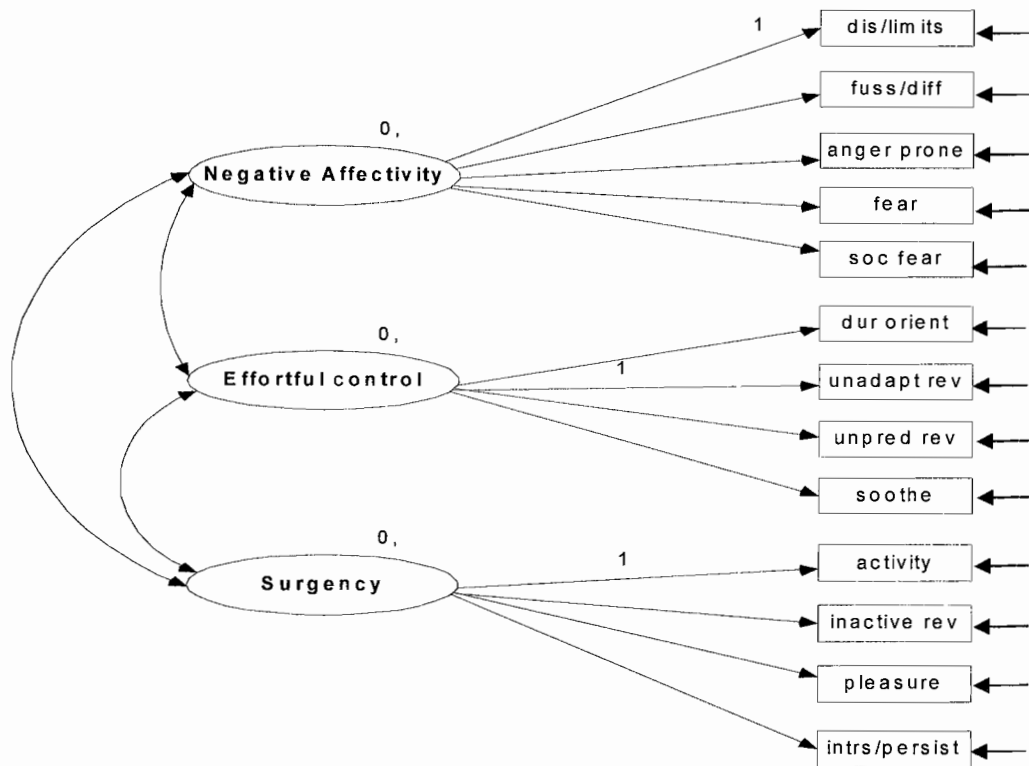 1
dis/limits
fuss/diff
0,
Negative Affectivity
anger prone
fear
soc fear
0,
dur orient
Effortful control
1
unadapt rev
unpred rev
soothe
0,
1
activity
Surgency
inactive rev
pleasure
intrs/persist